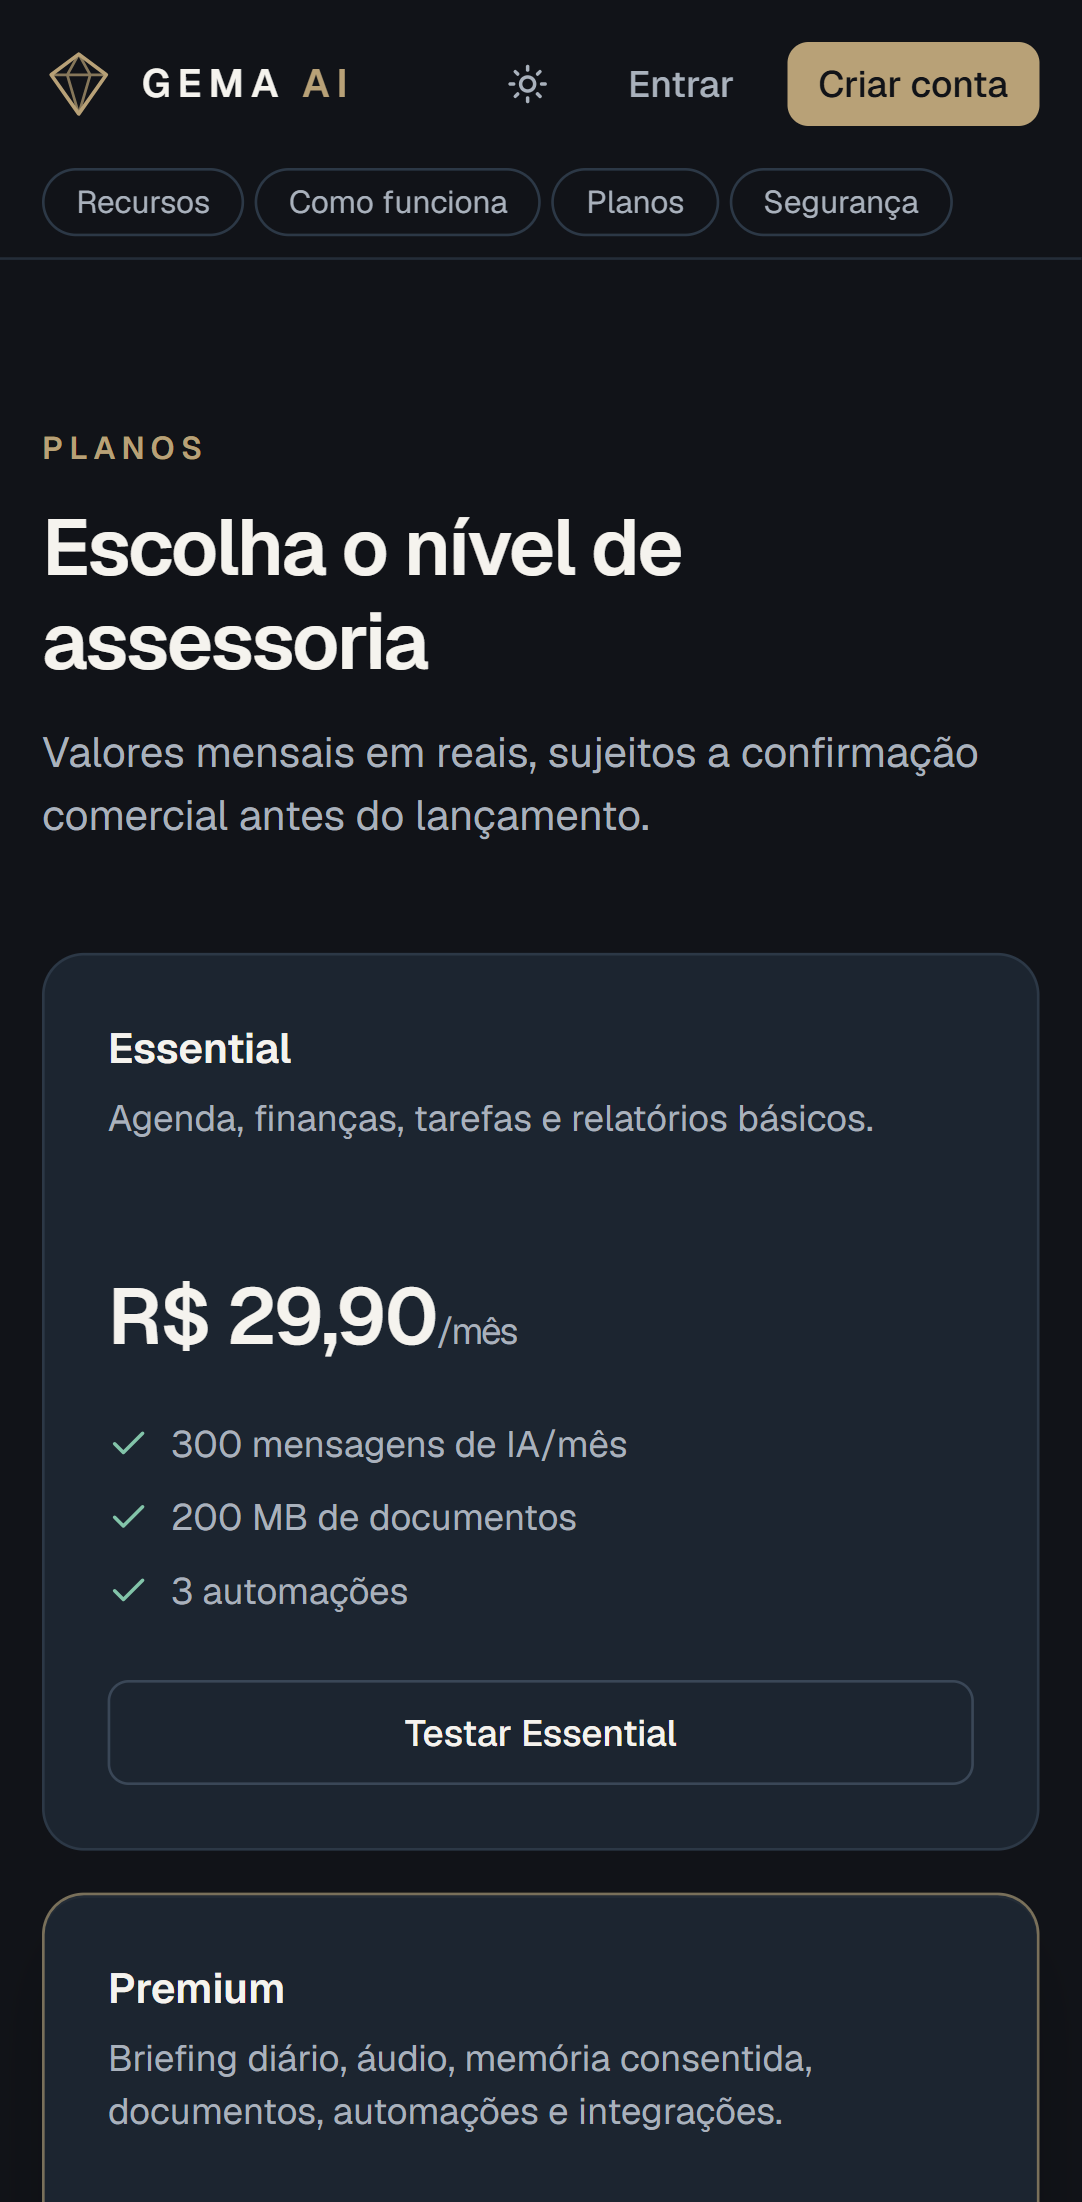 GEMA AI
Entrar
Criar conta
Recursos
Como funciona
Planos
Segurança
PLANOS
Escolha o nível de
assessoria
Valores mensais em reais, sujeitos a confirmação
comercial antes do lançamento.
Essential
Agenda, finanças, tarefas e relatórios básicos.
R$ 29,90/mês
300 mensagens de IA/mês
200 MB de documentos
3 automações
Testar Essential
Premium
Briefing diário, áudio, memória consentida,
documentos, automações e integrações.